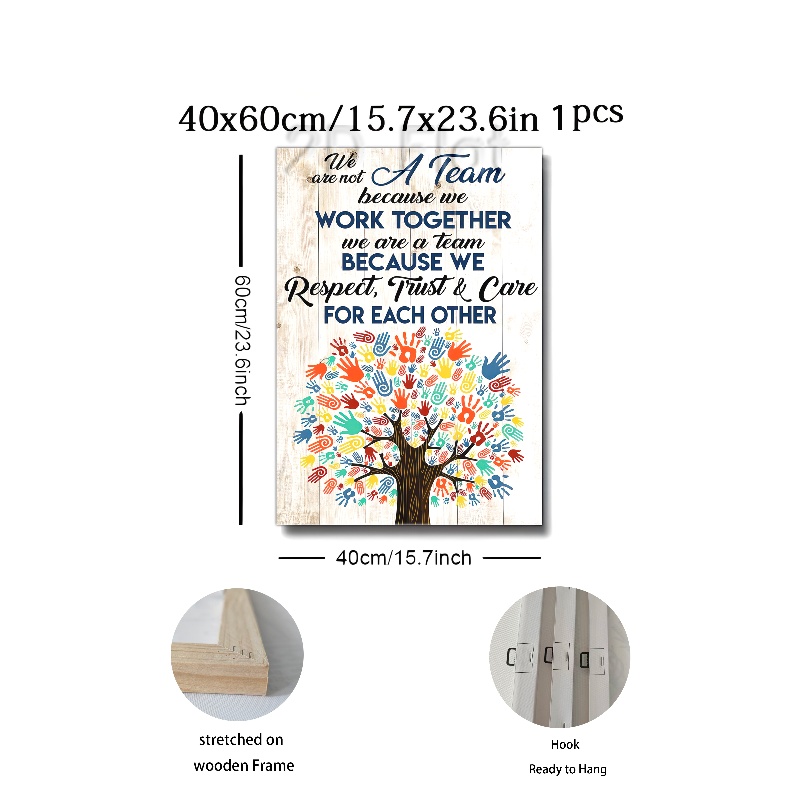 40x60cm/15.7x23.6in 1pcs
We
are not A Team
because we
WORK TOGETHER
we are a team
BECAUSE WE
Respect, Trust & Care
FOR EACH OTHER
60cm/23.6inch
40cm/15.7inch
stretched on
wooden Frame
Hook
Ready to Hang